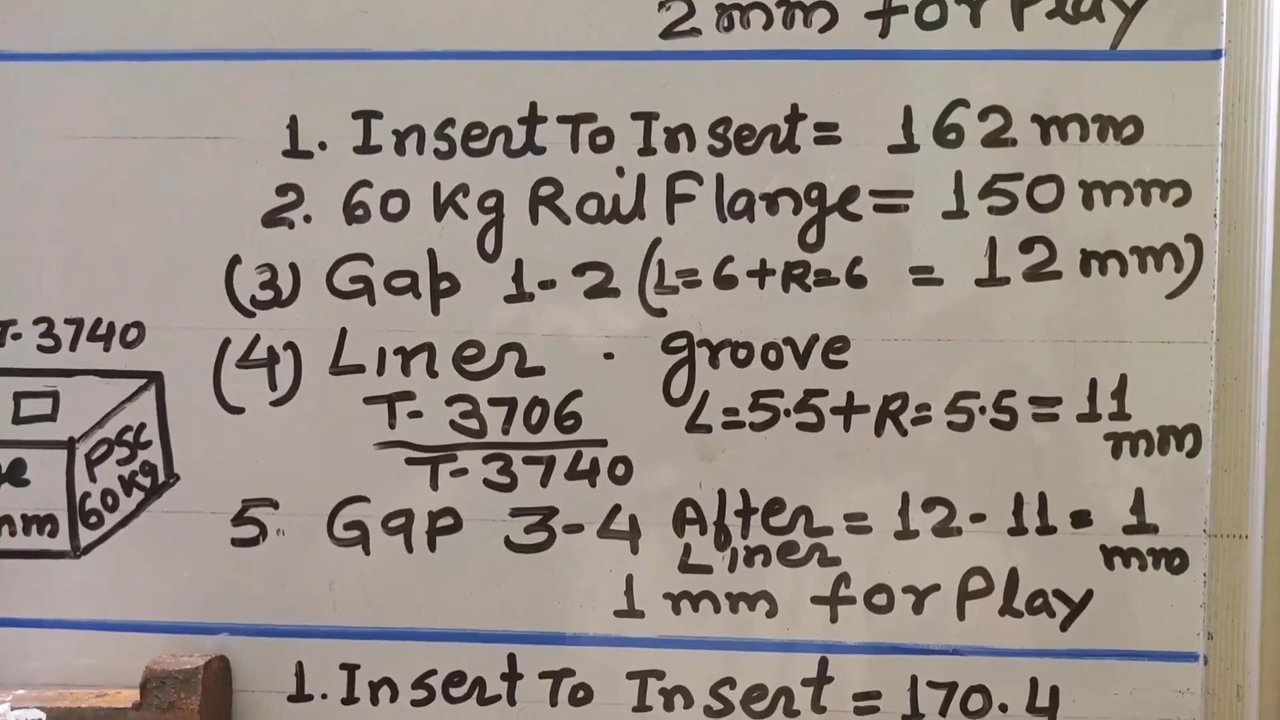 2mm for Play
1. Insert To Insert = 162 mm
2. 60 Kg Rail Flange = 150 mm
(3) Gap 1-2 (L=6+R=6 = 12 mm)
(4) Liner . groove
T-3706 L=5.5+R=5.5=11 mm
T-3740
5. Gap 3-4 After Liner = 12-11=1 mm
1 mm for Play
T-3740
PSC
60Kg
mm
1. Insert To Insert = 170.4